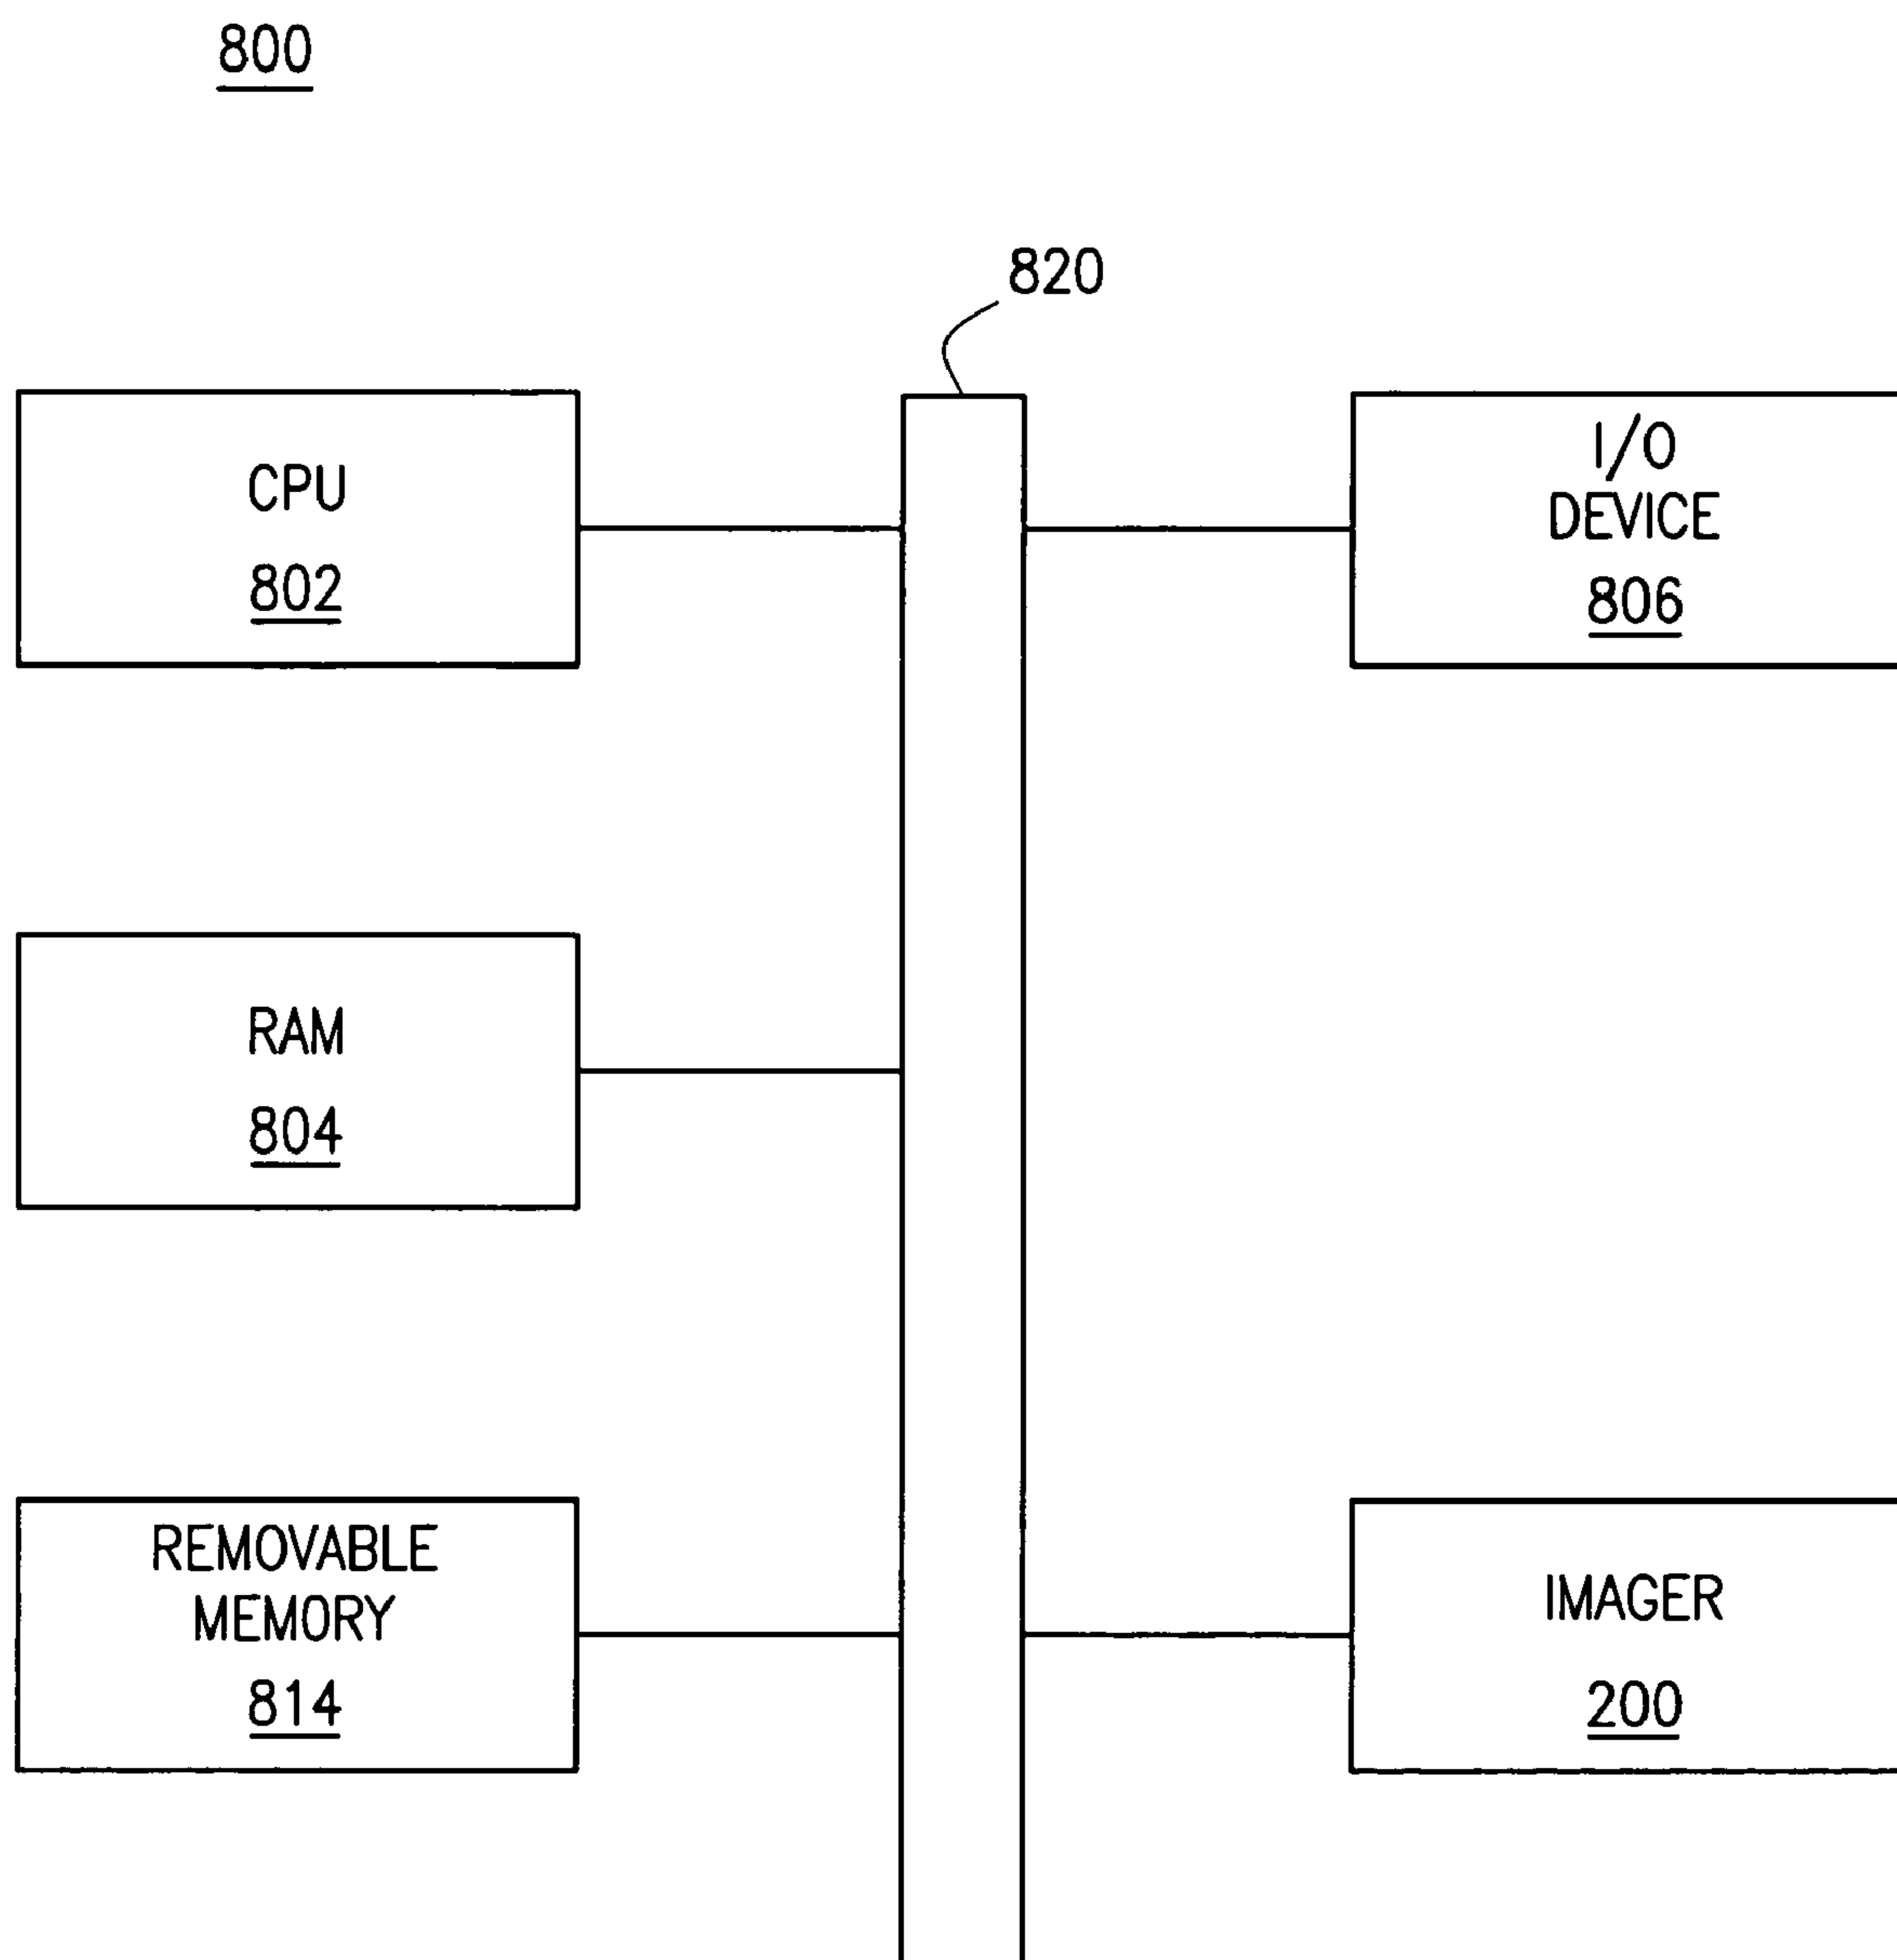 800
820
CPU
802
I/O
DEVICE
806
RAM
804
REMOVABLE
MEMORY
814
IMAGER
200